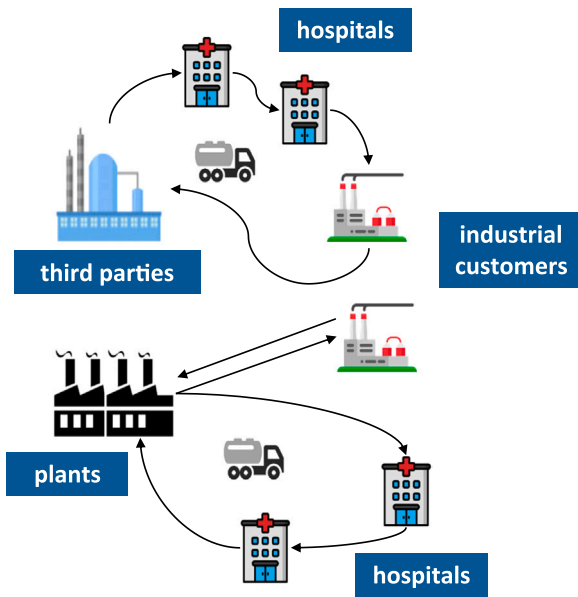 hospitals
third parties
industrial
customers
plants
hospitals